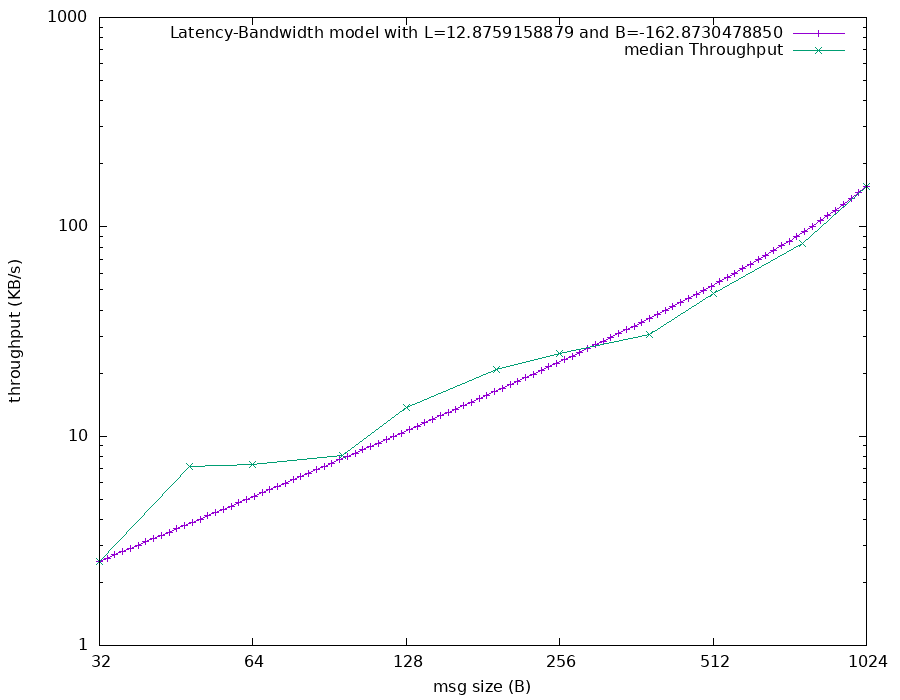 1000
Latency-Bandwidth model with L=12.8759158879 and B=-162.8730478850
median Throughput
100
throughput (KB/s)
10
1
32 64 128 256 512 1024
msg size (B)